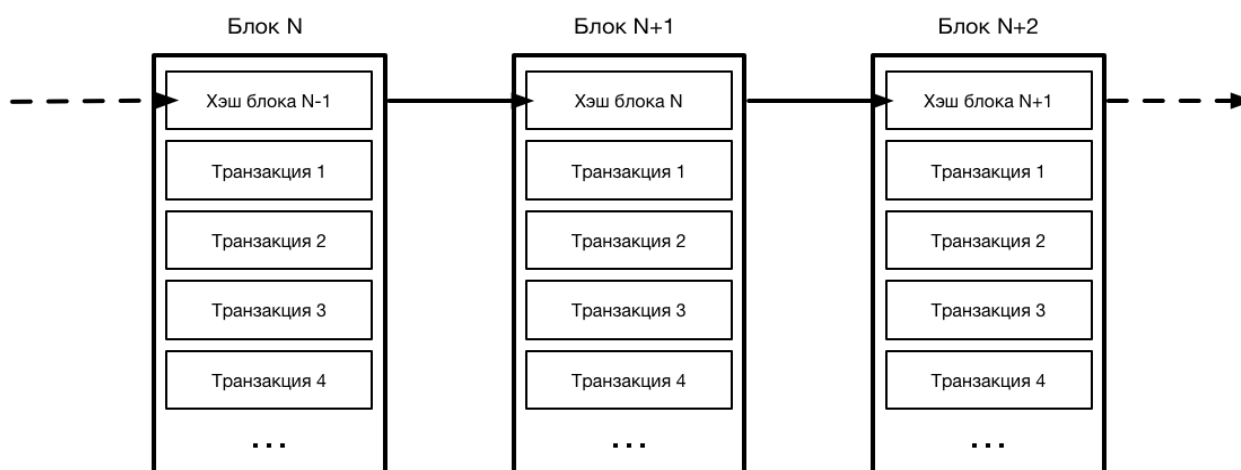 Блок N
Хэш блока N-1
Транзакция 1
Транзакция 2
Транзакция 3
Транзакция 4
...
Блок N+1
Хэш блока N
Транзакция 1
Транзакция 2
Транзакция 3
Транзакция 4
...
Блок N+2
Хэш блока N+1
Транзакция 1
Транзакция 2
Транзакция 3
Транзакция 4
...